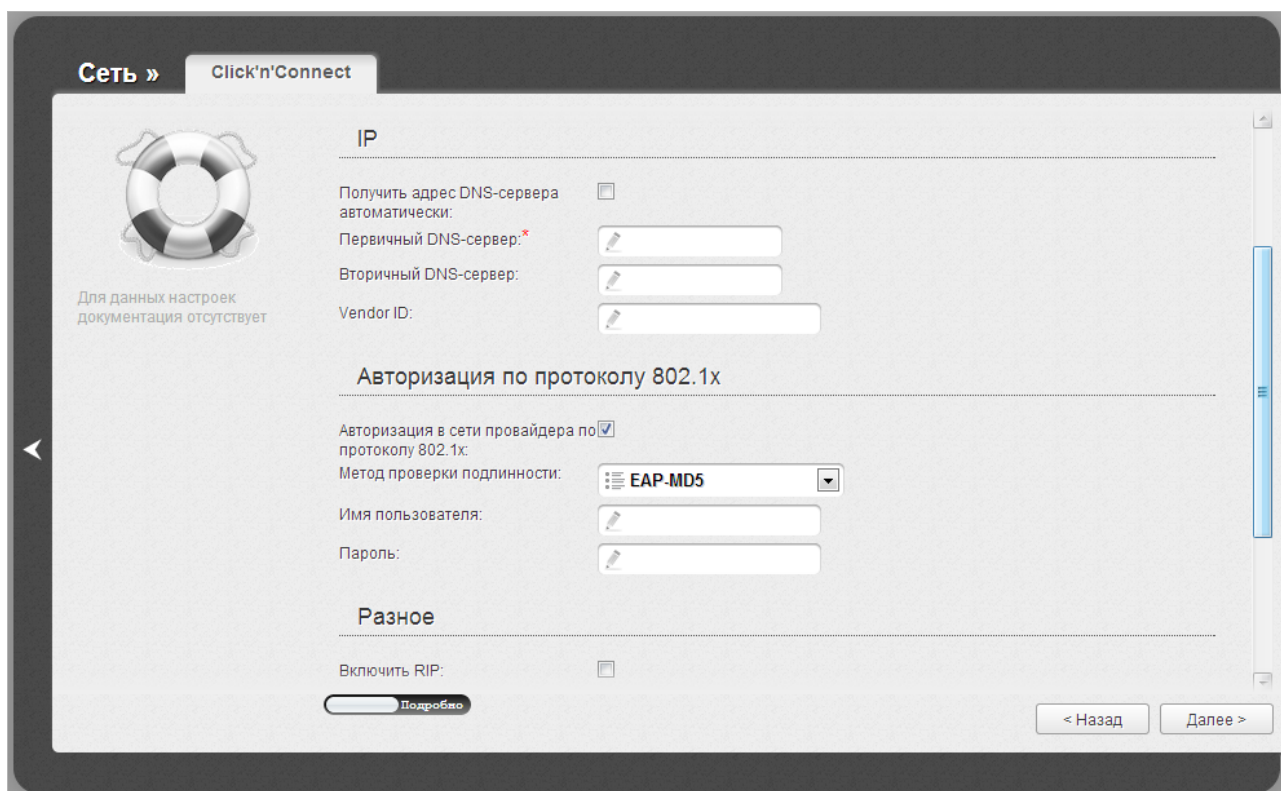 Сеть »
Click'n'Connect
Для данных настроек
документация отсутствует
IP
Получить адрес DNS-сервера
автоматически:
Первичный DNS-сервер:*
Вторичный DNS-сервер:
Vendor ID:
Авторизация по протоколу 802.1x
Авторизация в сети провайдера по
протоколу 802.1x:
Метод проверки подлинности:
EAP-MD5
Имя пользователя:
Пароль:
Разное
Включить RIP:
Подробно
< Назад
Далее >